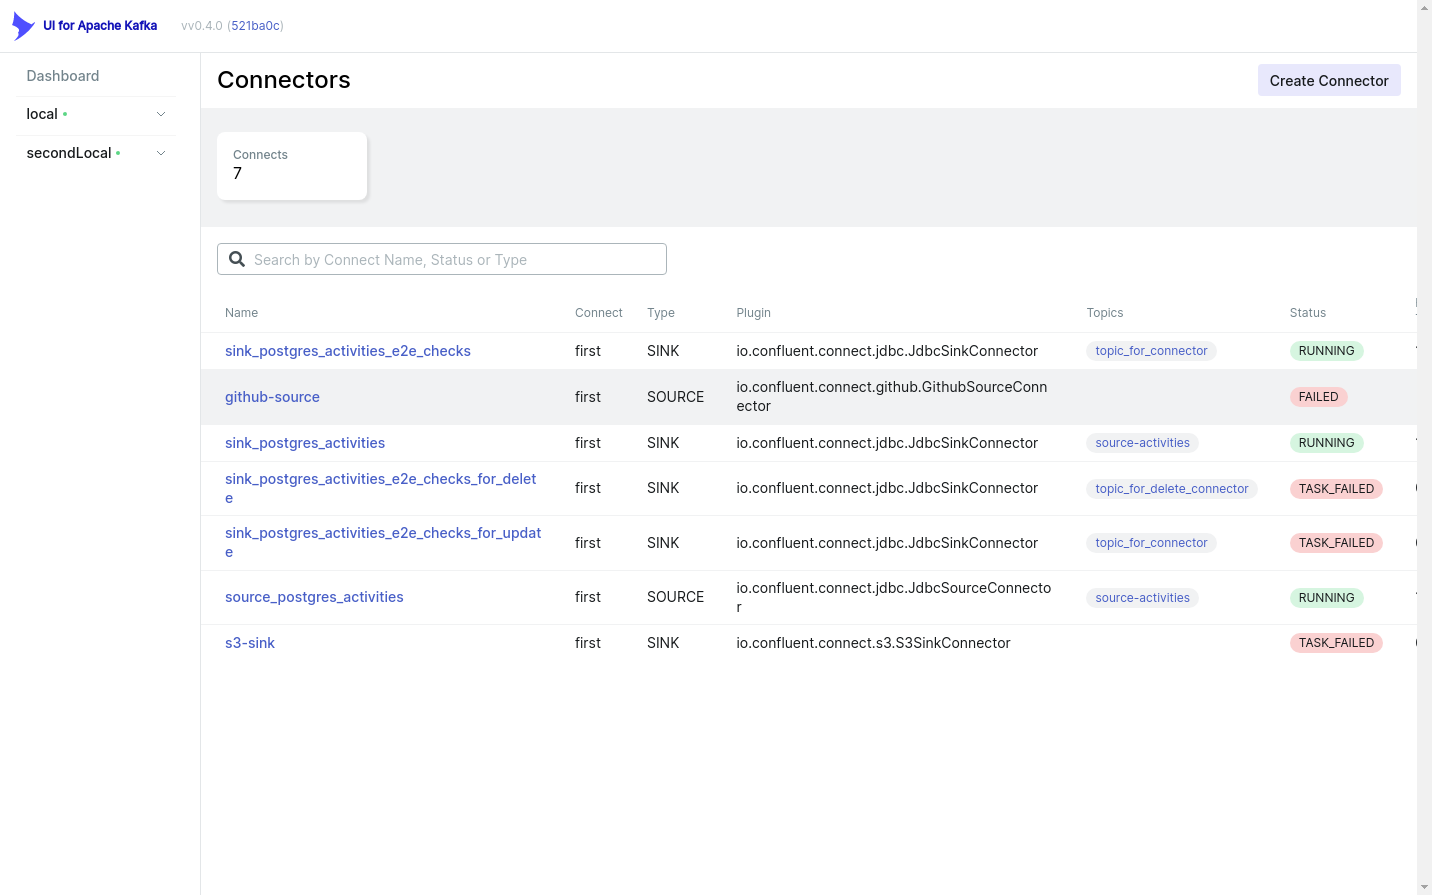 UI for Apache Kafka vv0.4.0 (521ba0c)
Dashboard
local
secondLocal
Connectors
Create Connector
Connects
7
Search by Connect Name, Status or Type
Name Connect Type Plugin Topics Status
sink_postgres_activities_e2e_checks first SINK io.confluent.connect.jdbc.JdbcSinkConnector topic_for_connector RUNNING
github-source first SOURCE io.confluent.connect.github.GithubSourceConn
ector FAILED
sink_postgres_activities first SINK io.confluent.connect.jdbc.JdbcSinkConnector source-activities RUNNING
sink_postgres_activities_e2e_checks_for_delet
e first SINK io.confluent.connect.jdbc.JdbcSinkConnector topic_for_delete_connector TASK_FAILED
sink_postgres_activities_e2e_checks_for_updat
e first SINK io.confluent.connect.jdbc.JdbcSinkConnector topic_for_connector TASK_FAILED
source_postgres_activities first SOURCE io.confluent.connect.jdbc.JdbcSourceConnecto
r source-activities RUNNING
s3-sink first SINK io.confluent.connect.s3.S3SinkConnector TASK_FAILED